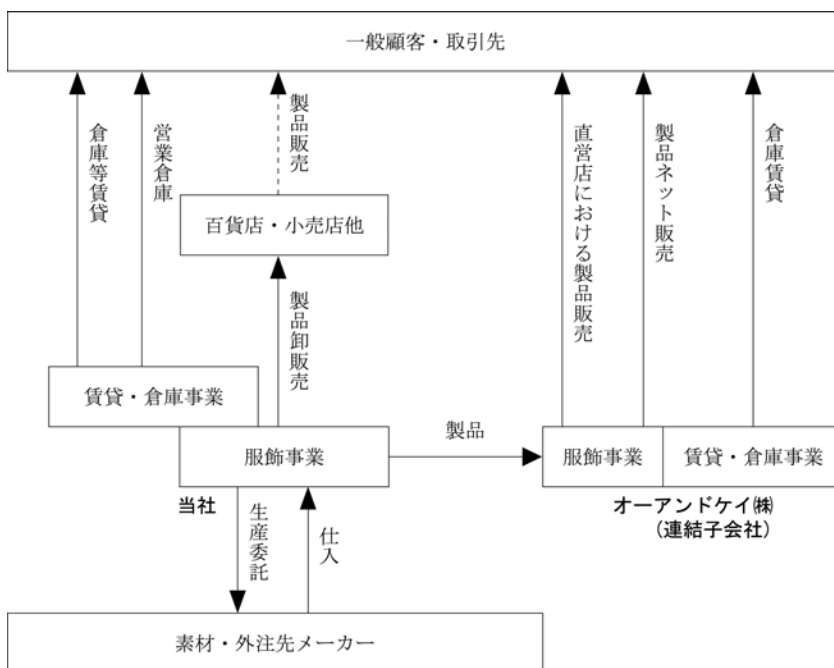 一般顧客・取引先
倉庫等賃貸
営業倉庫
製品販売
直営店における製品販売
製品ネット販売
倉庫賃貸
百貨店・小売店他
製品卸販売
賃貸・倉庫事業
服飾事業
製品
服飾事業
賃貸・倉庫事業
当社
オーアンドケイ㈱
（連結子会社）
生産委託
仕入
素材・外注先メーカー